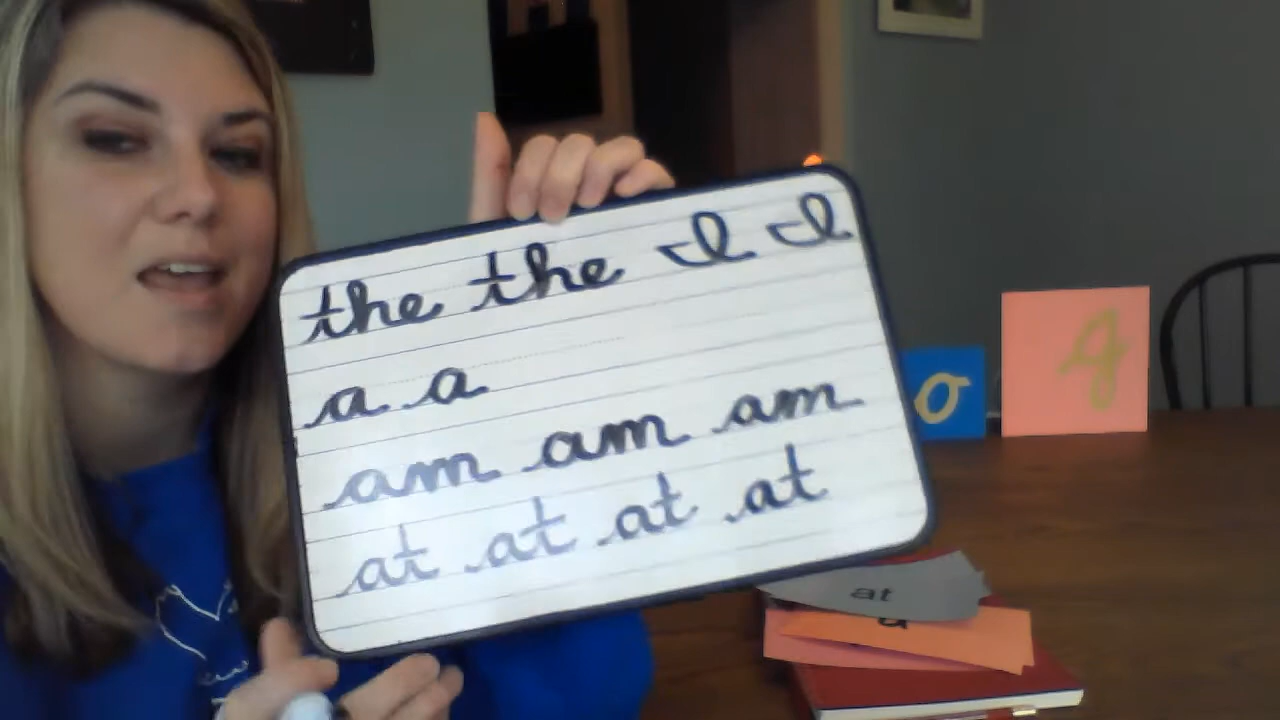 the the I I
a a
am am am
at at at at
o
g
at
a